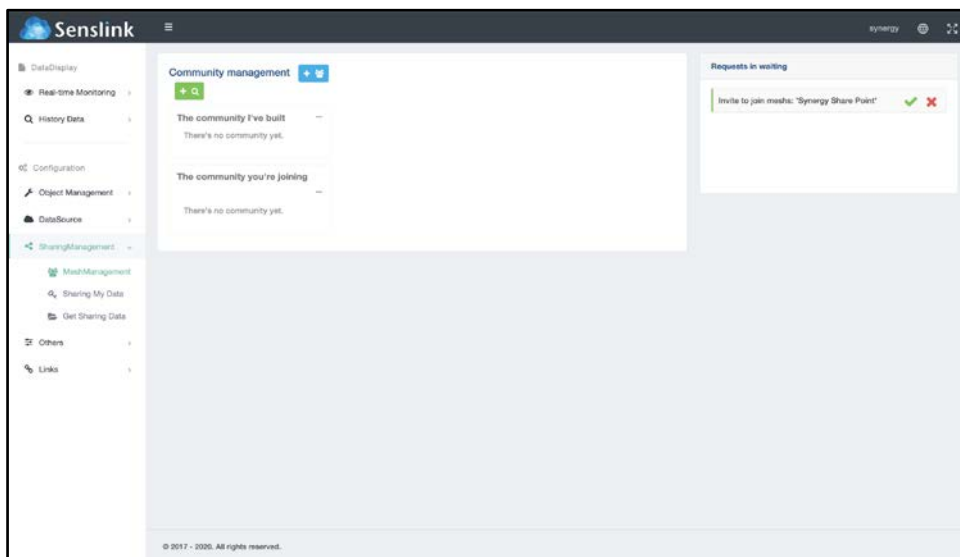 Senslink
synergy
DataDisplay
Real-time Monitoring
History Data
Configuration
Object Management
DataSource
SharingManagement
MeshManagement
Sharing My Data
Get Sharing Data
Others
Links
Community management
The community I've built
There's no community yet.
The community you're joining
There's no community yet.
Requests in waiting
Invite to join meshs: "Synergy Share Point"
© 2017 - 2020. All rights reserved.